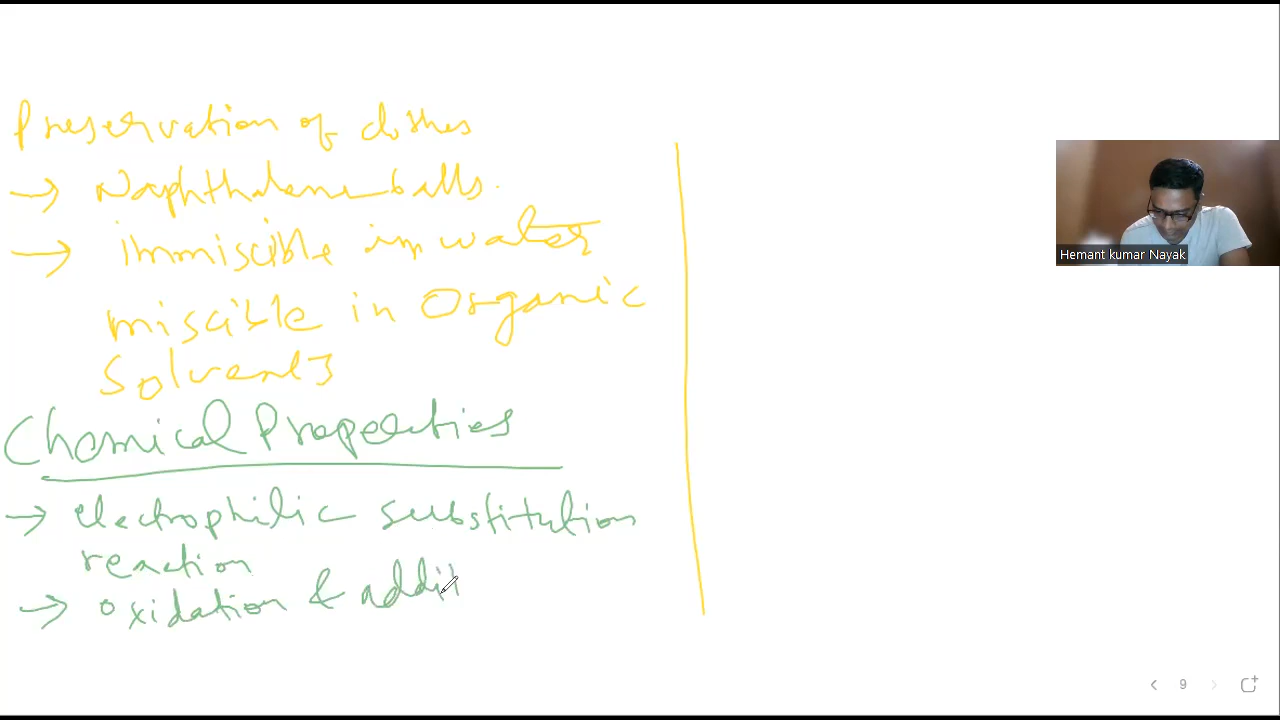 Preservation of clothes
→ Naphthalene balls.
→ immiscible in water
miscible in Organic
Solvents
Chemical Properties
→ electrophilic substitution
reaction
→ oxidation & addit
Hemant kumar Nayak
9